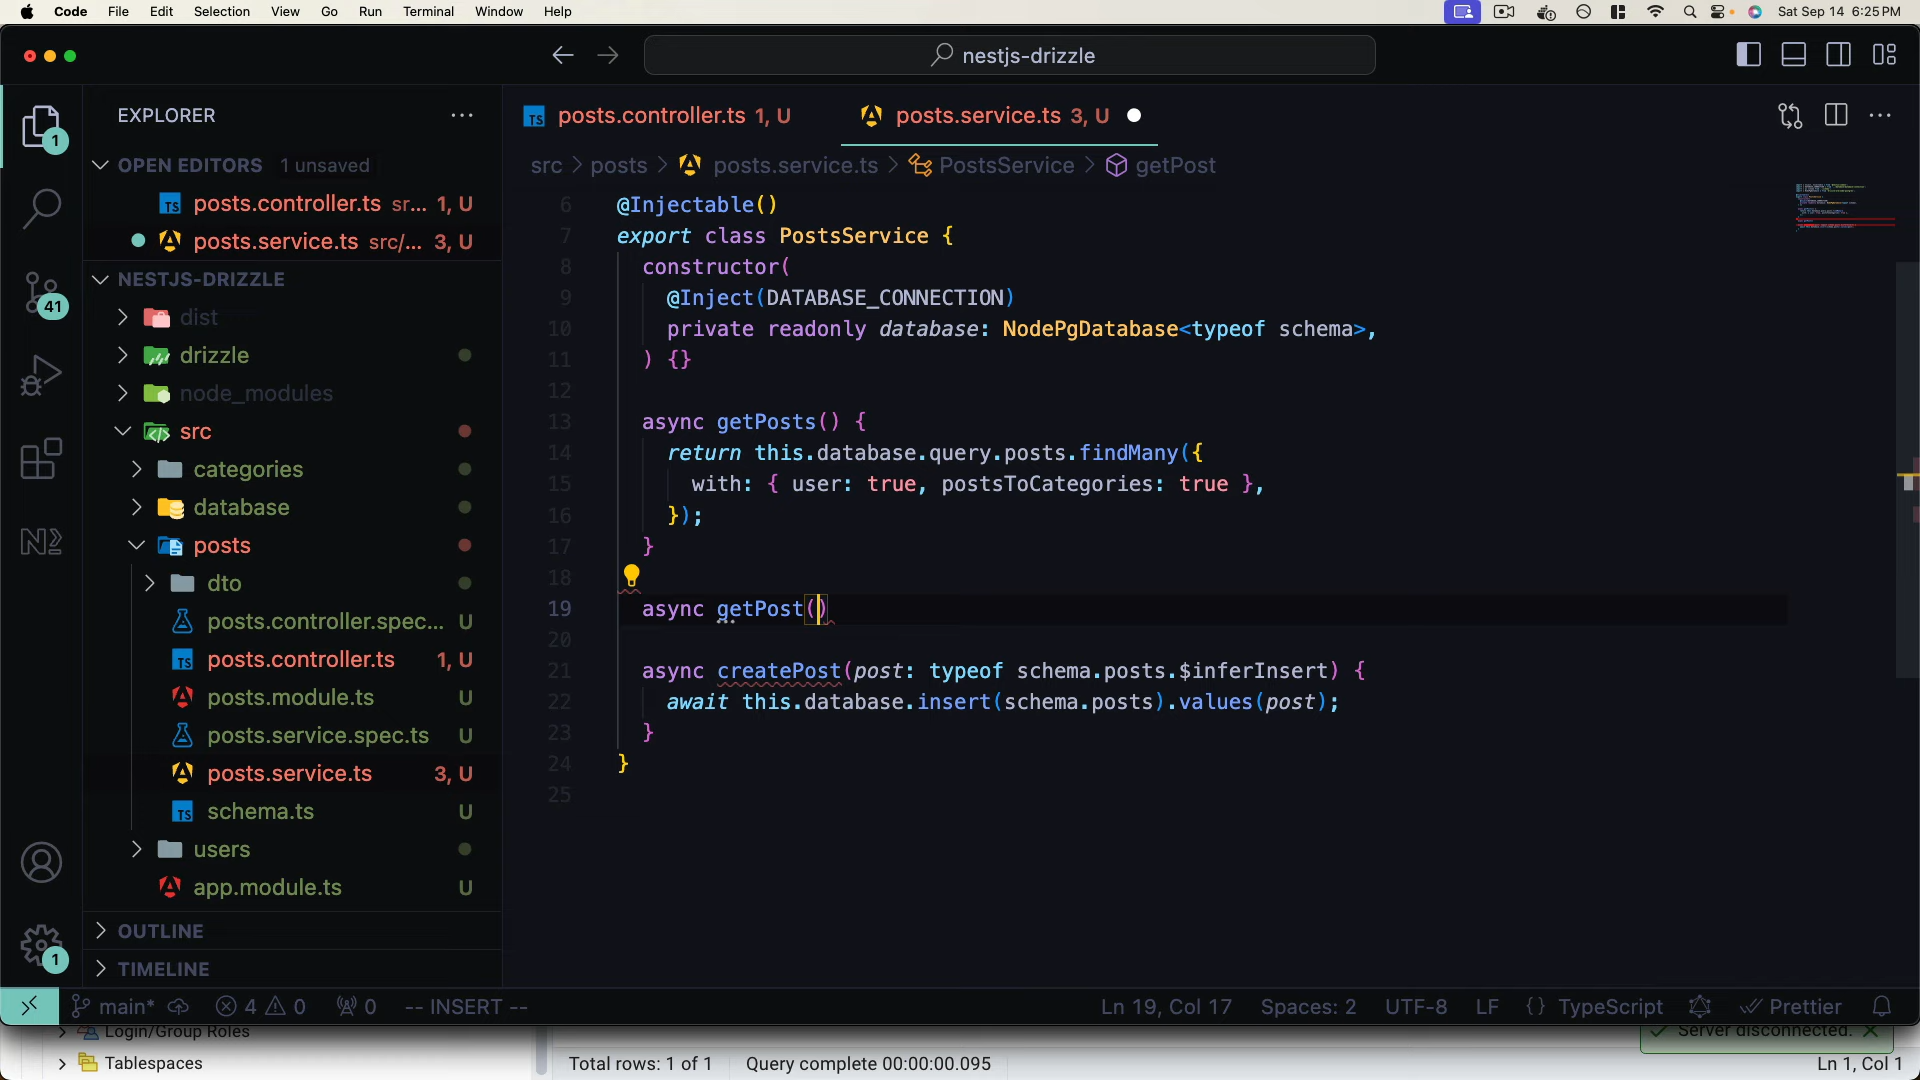 Code File Edit Selection View Go Run Terminal Window Help Sat Sep 14 6:25 PM
nestjs-drizzle
EXPLORER
posts.controller.ts 1, U
posts.service.ts 3, U
OPEN EDITORS 1 unsaved
posts.controller.ts sr... 1, U
posts.service.ts src/... 3, U
NESTJS-DRIZZLE
dist
drizzle
node_modules
src
categories
database
posts
dto
posts.controller.spec... U
posts.controller.ts 1, U
posts.module.ts U
posts.service.spec.ts U
posts.service.ts 3, U
schema.ts U
users
app.module.ts U
OUTLINE
TIMELINE
1
41
1
src > posts > posts.service.ts > PostsService > getPost
6 @Injectable()
7 export class PostsService {
8 constructor(
9 @Inject(DATABASE_CONNECTION)
10 private readonly database: NodePgDatabase<typeof schema>,
11 ) {}
12
13 async getPosts() {
14 return this.database.query.posts.findMany({
15 with: { user: true, postsToCategories: true },
16 });
17 }
18
19 async getPost()
20
21 async createPost(post: typeof schema.posts.$inferInsert) {
22 await this.database.insert(schema.posts).values(post);
23 }
24 }
25
main* 4 0 0 -- INSERT -- Ln 19, Col 17 Spaces: 2 UTF-8 LF {} TypeScript Prettier
Login/Group Roles
Server disconnected.
Tablespaces
Total rows: 1 of 1 Query complete 00:00:00.095 Ln 1, Col 1